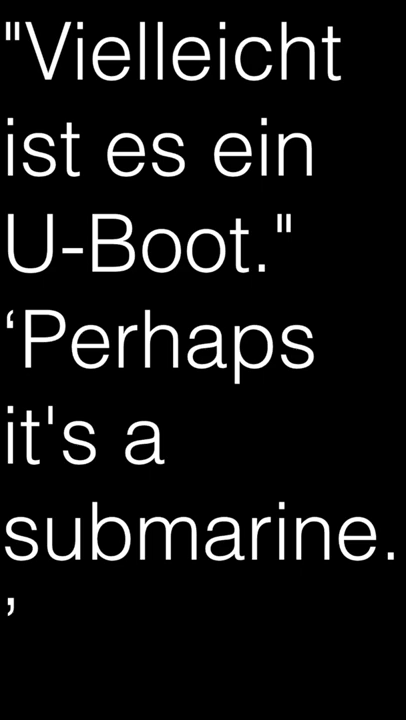 "Vielleicht
ist es ein
U-Boot."
‘Perhaps
it's a
submarine.
’